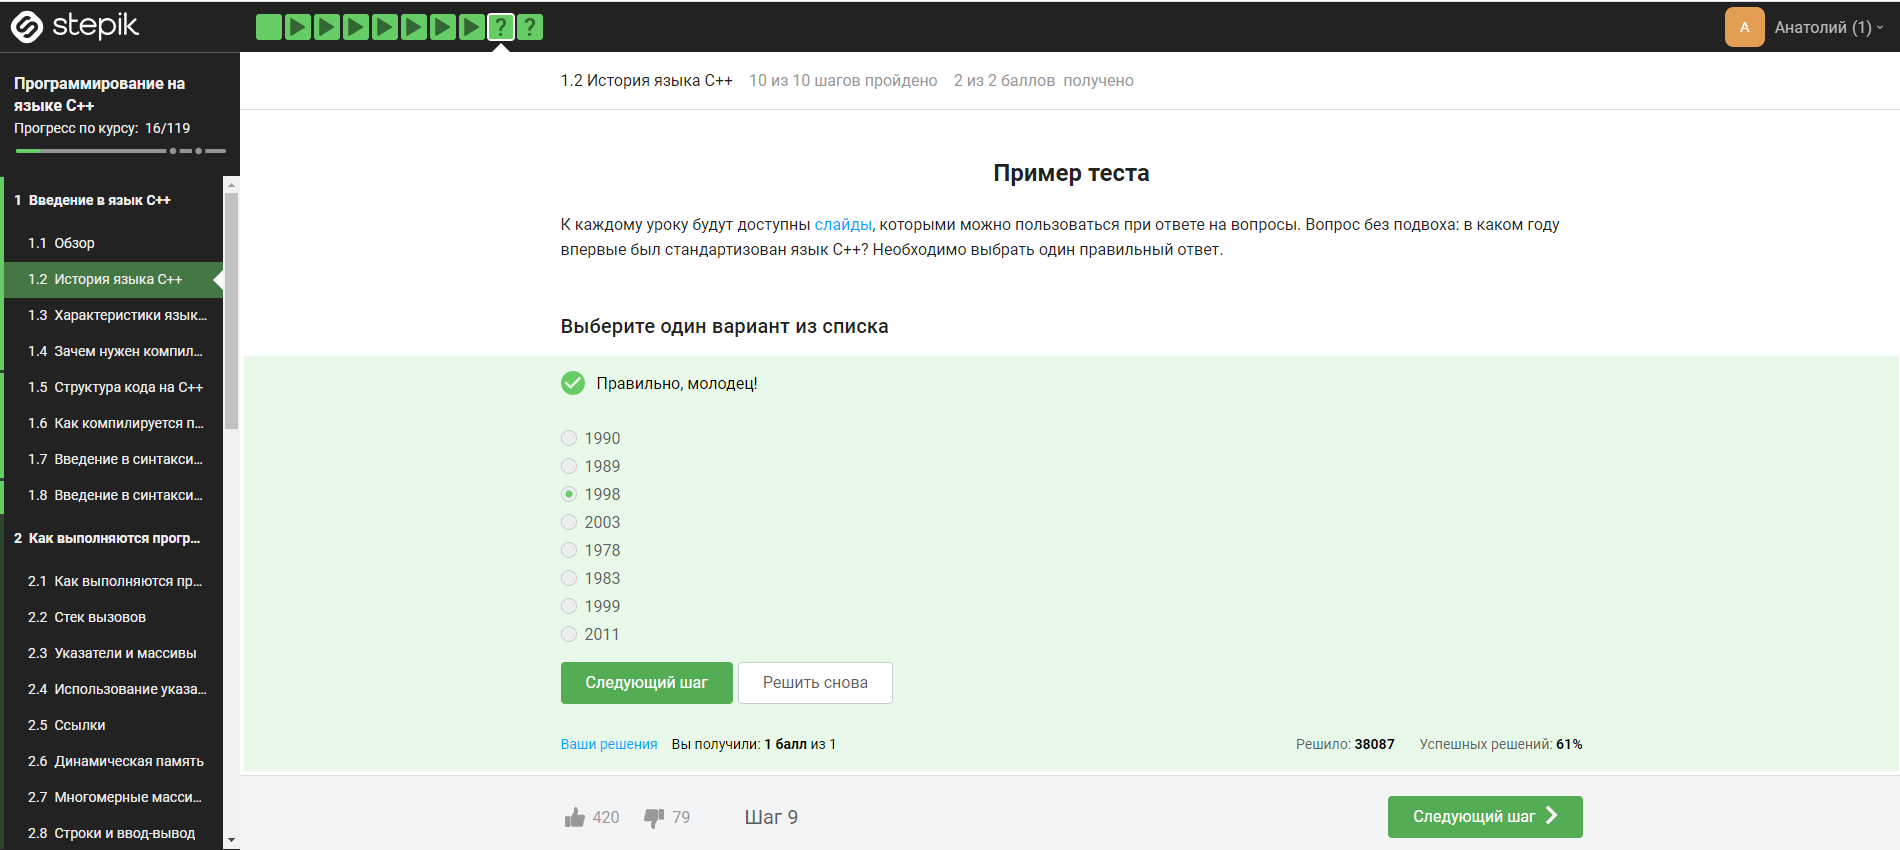 stepik
? ?
А Анатолий (1)
Программирование на
языке C++
Прогресс по курсу: 16/119
1 Введение в язык C++
1.1 Обзор
1.2 История языка C++
1.3 Характеристики язык...
1.4 Зачем нужен компил...
1.5 Структура кода на C++
1.6 Как компилируется п...
1.7 Введение в синтакси...
1.8 Введение в синтакси...
2 Как выполняются прогр...
2.1 Как выполняются пр...
2.2 Стек вызовов
2.3 Указатели и массивы
2.4 Использование указа...
2.5 Ссылки
2.6 Динамическая память
2.7 Многомерные масси...
2.8 Строки и ввод-вывод
1.2 История языка C++ 10 из 10 шагов пройдено 2 из 2 баллов получено
Пример теста
К каждому уроку будут доступны слайды, которыми можно пользоваться при ответе на вопросы. Вопрос без подвоха: в каком году
впервые был стандартизован язык C++? Необходимо выбрать один правильный ответ.
Выберите один вариант из списка
Правильно, молодец!
1990
1989
1998
2003
1978
1983
1999
2011
Следующий шаг Решить снова
Ваши решения Вы получили: 1 балл из 1 Решило: 38087 Успешных решений: 61%
420 79 Шаг 9 Следующий шаг